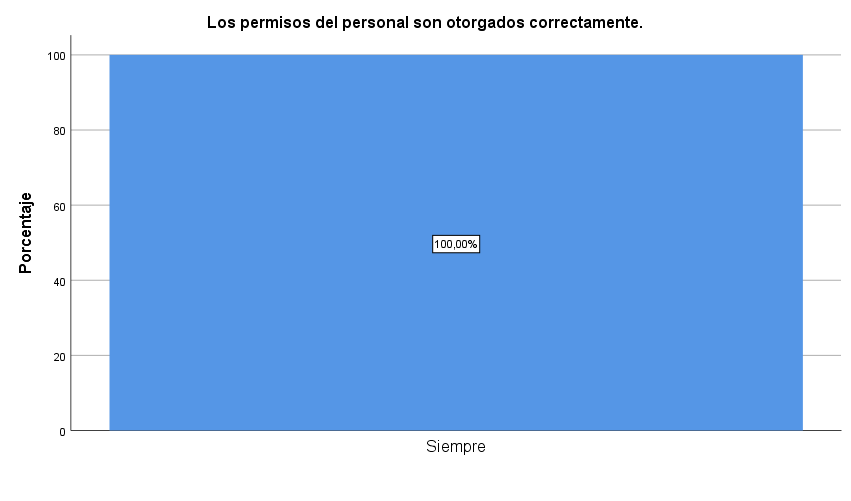 Los permisos del personal son otorgados correctamente.
100
80
60
40
20
0
Porcentaje
100,00%
Siempre